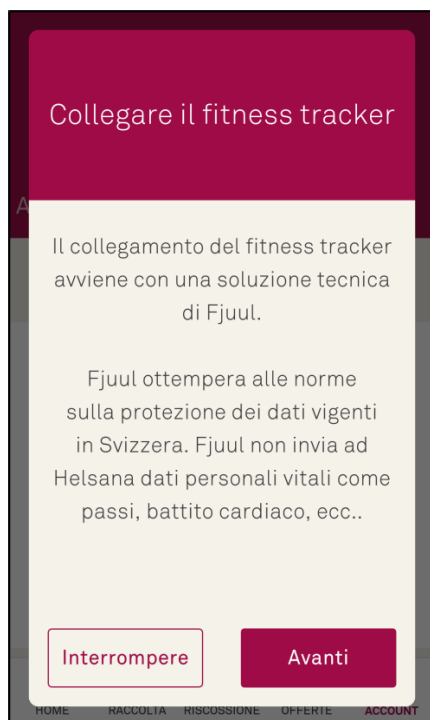 Collegare il fitness tracker
A
Il collegamento del fitness tracker
avviene con una soluzione tecnica
di Fjuul.
Fjuul ottempera alle norme
sulla protezione dei dati vigenti
in Svizzera. Fjuul non invia ad
Helsana dati personali vitali come
passi, battito cardiaco, ecc..
Interrompere Avanti
HOME RACCOLTA RISCOSSIONE OFFERTE ACCOUNT